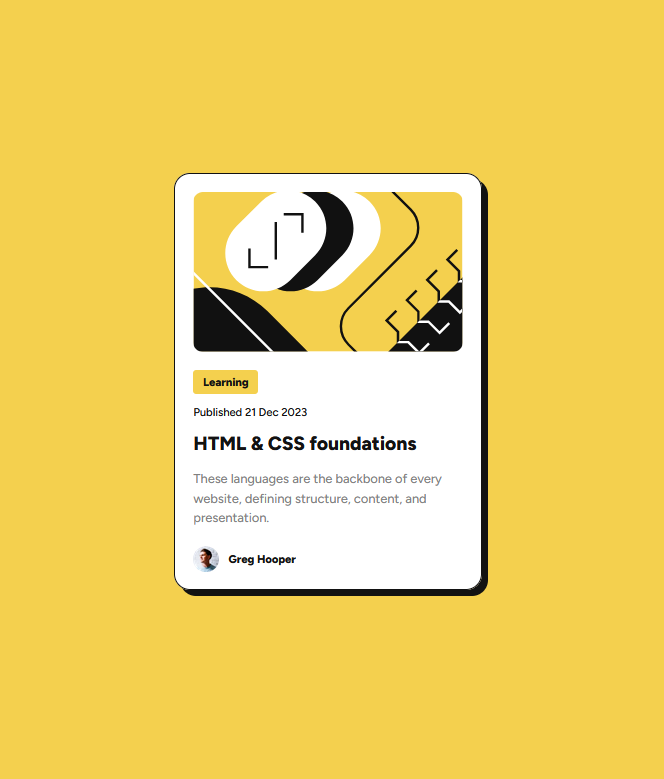 Learning
Published 21 Dec 2023
HTML & CSS foundations
These languages are the backbone of every
website, defining structure, content, and
presentation.
Greg Hooper